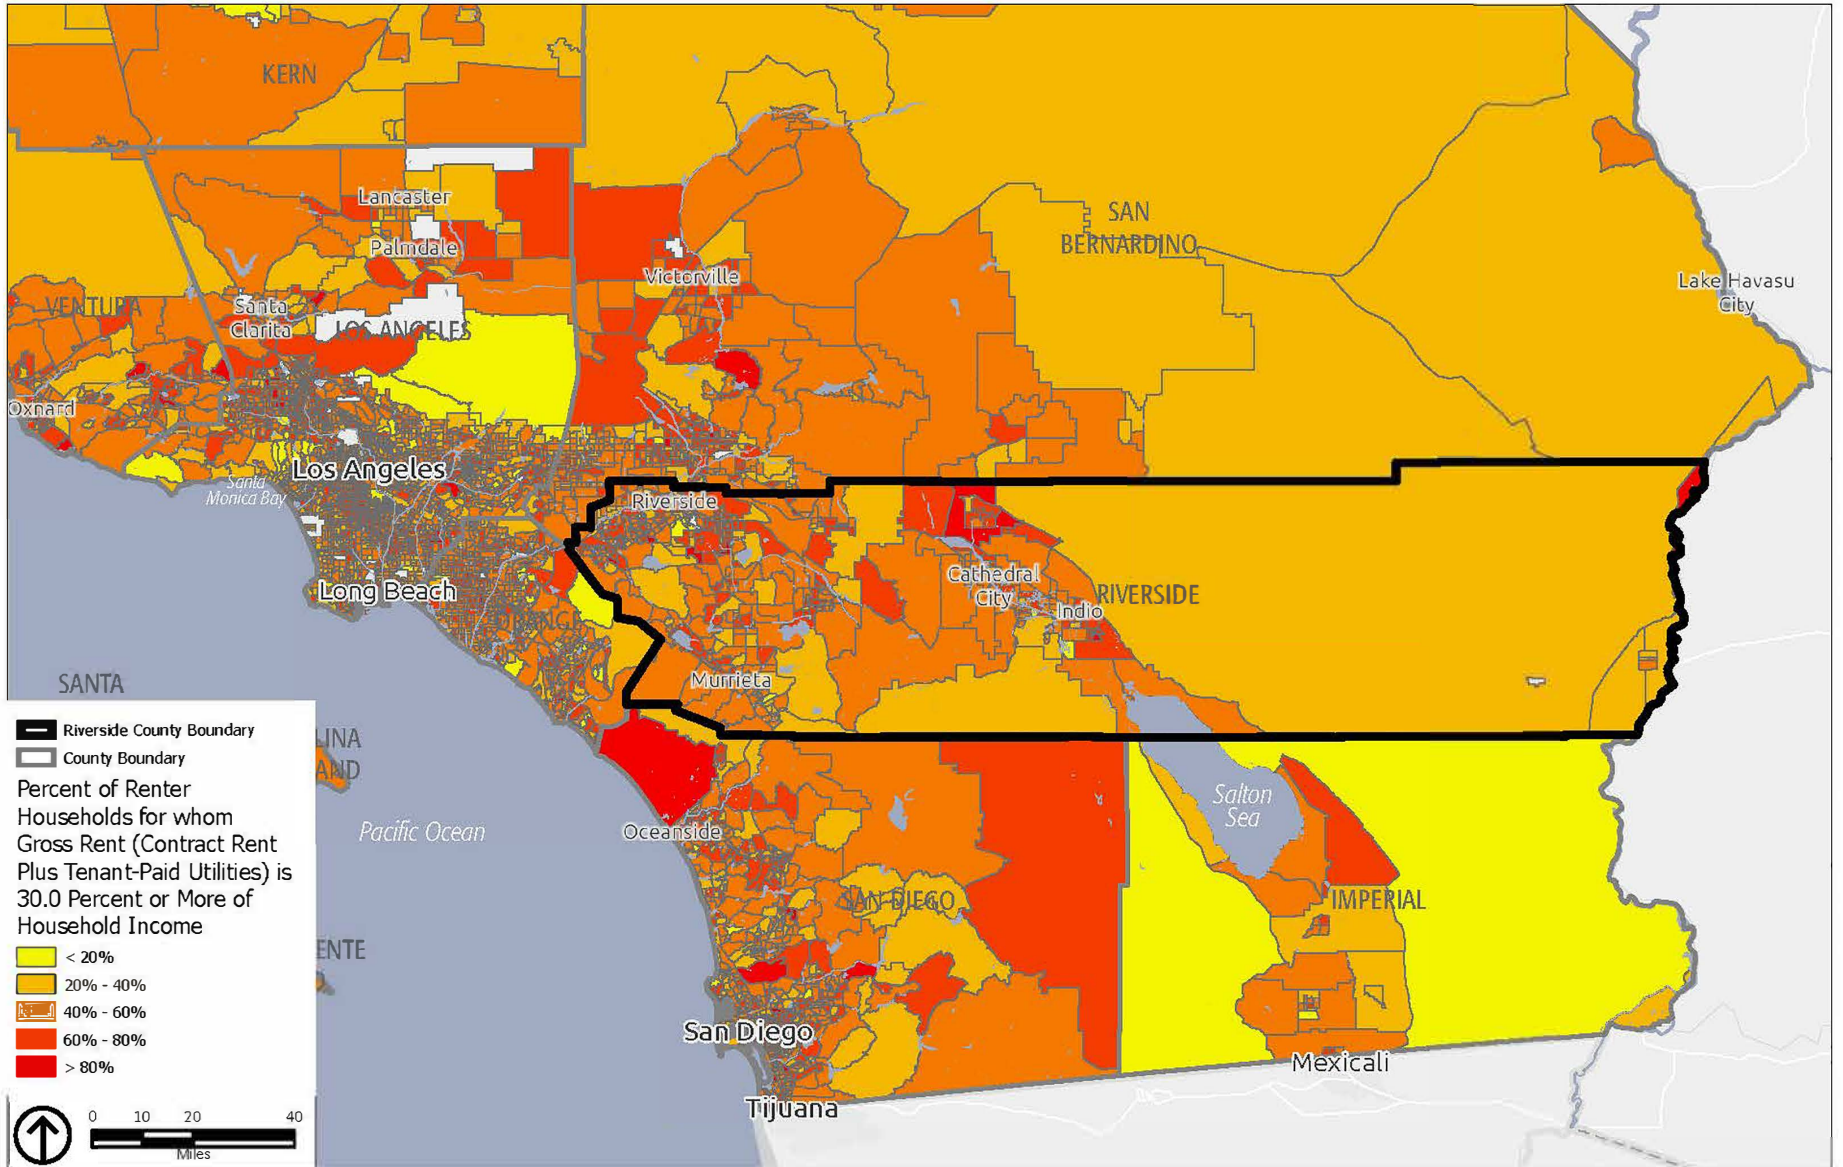 KERN
Lancaster
Palmdale
SAN
BERNARDINO
Victorville
Lake Havasu
City
VENTURA
Santa
Clarita
LOS ANGELES
Oxnard
Los Angeles
Santa
Monica Bay
Riverside
Long Beach
Cathedral
City
RIVERSIDE
Indio
ORANGE
Murrieta
SANTA
LINA
AND
Riverside County Boundary
County Boundary
Percent of Renter
Households for whom
Gross Rent (Contract Rent
Plus Tenant-Paid Utilities) is
30.0 Percent or More of
Household Income
< 20%
20% - 40%
40% - 60%
60% - 80%
> 80%
0 10 20 40
Miles
Pacific Ocean
Oceanside
Salton
Sea
SAN DIEGO
IMPERIAL
ENTE
San Diego
Mexicali
Tijuana